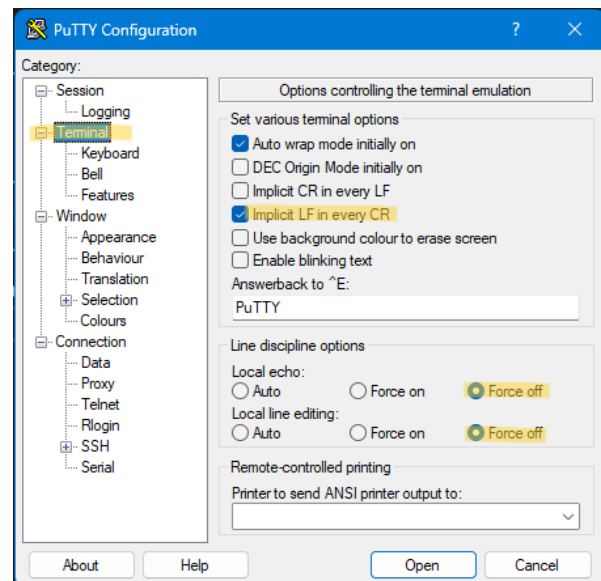 PuTTY Configuration
Category:
Session
Logging
Terminal
Keyboard
Bell
Features
Window
Appearance
Behaviour
Translation
Selection
Colours
Connection
Data
Proxy
Telnet
Rlogin
SSH
Serial
Options controlling the terminal emulation
Set various terminal options
Auto wrap mode initially on
DEC Origin Mode initially on
Implicit CR in every LF
Implicit LF in every CR
Use background colour to erase screen
Enable blinking text
Answerback to ^E:
PuTTY
Line discipline options
Local echo:
Auto Force on Force off
Local line editing:
Auto Force on Force off
Remote-controlled printing
Printer to send ANSI printer output to:
About Help Open Cancel